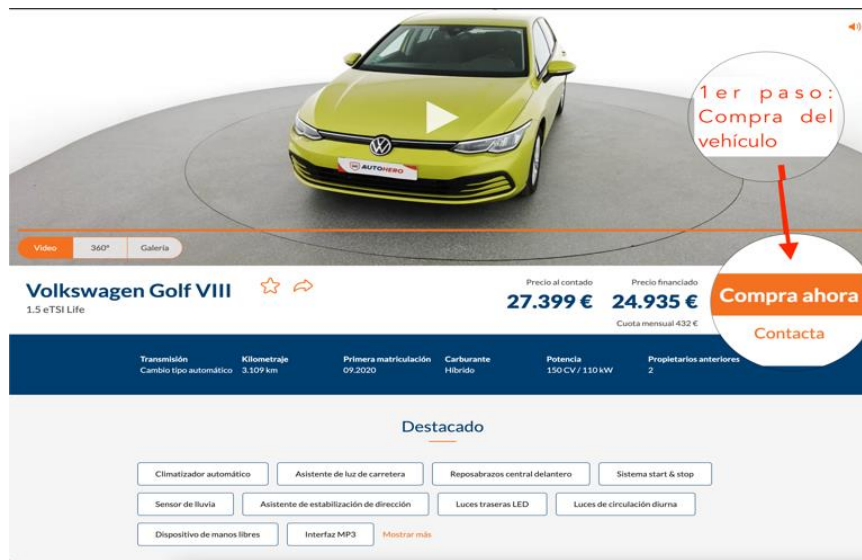 1er paso:
Compra del
vehículo
AUTOHERO
Video 360° Galería
Volkswagen Golf VIII
1.5 eTSI Life
Precio al contado
27.399 €
Precio financiado
24.935 €
Cuota mensual 432 €
Compra ahora
Contacta
Transmisión
Cambio tipo automático
Kilometraje
3.109 km
Primera matriculación
09.2020
Carburante
Híbrido
Potencia
150 CV / 110 kW
Propietarios anteriores
2
Destacado
Climatizador automático
Asistente de luz de carretera
Reposabrazos central delantero
Sistema start & stop
Sensor de lluvia
Asistente de estabilización de dirección
Luces traseras LED
Luces de circulación diurna
Dispositivo de manos libres
Interfaz MP3
Mostrar más